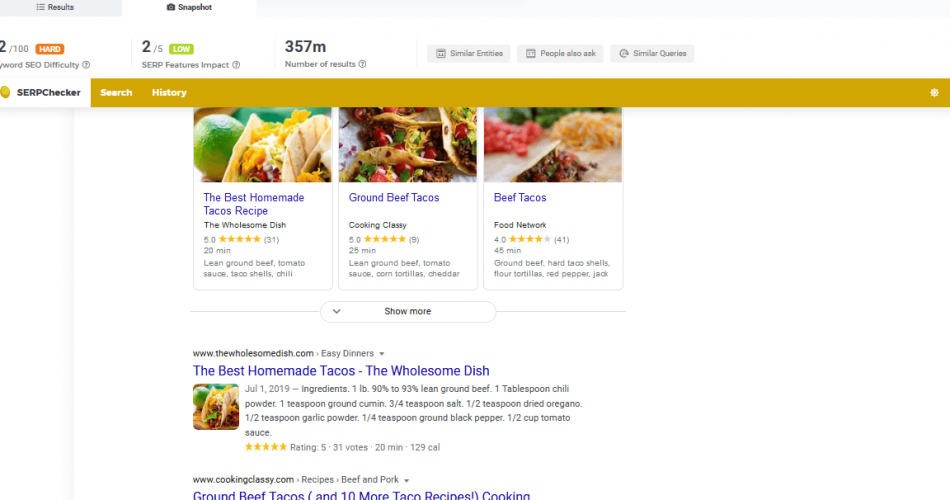 Results
Snapshot
2 /100 HARD
yword SEO Difficulty
2 /5 LOW
SERP Features Impact
357m
Number of results
Similar Entities
People also ask
Similar Queries
SERPChecker
Search
History
The Best Homemade
Tacos Recipe
The Wholesome Dish
5.0 ★★★★★ (31)
20 min
Lean ground beef, tomato
sauce, taco shells, chili
Ground Beef Tacos
Cooking Classy
5.0 ★★★★★ (9)
25 min
Lean ground beef, tomato
sauce, corn tortillas, cheddar
Beef Tacos
Food Network
4.0 ★★★★★ (41)
45 min
Ground beef, hard taco shells,
flour tortillas, red pepper, jack
Show more
www.thewholesomedish.com › Easy Dinners
The Best Homemade Tacos - The Wholesome Dish
Jul 1, 2019 — Ingredients. 1 lb. 90% to 93% lean ground beef. 1 Tablespoon chili
powder. 1 teaspoon ground cumin. 3/4 teaspoon salt. 1/2 teaspoon dried oregano.
1/2 teaspoon garlic powder. 1/4 teaspoon ground black pepper. 1/2 cup tomato
sauce.
★★★★★ Rating: 5 · 31 votes · 20 min · 129 cal
www.cookingclassy.com › Recipes › Beef and Pork
Ground Beef Tacos ( and 10 More Taco Recipes!) Cooking